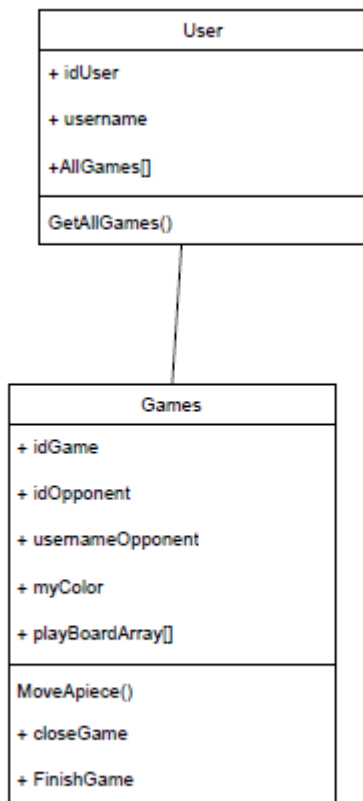 User
+ idUser
+ username
+AllGames[]
GetAllGames()
Games
+ idGame
+ idOpponent
+ usernameOpponent
+ myColor
+ playBoardArray[]
MoveApiece()
+ closeGame
+ FinishGame